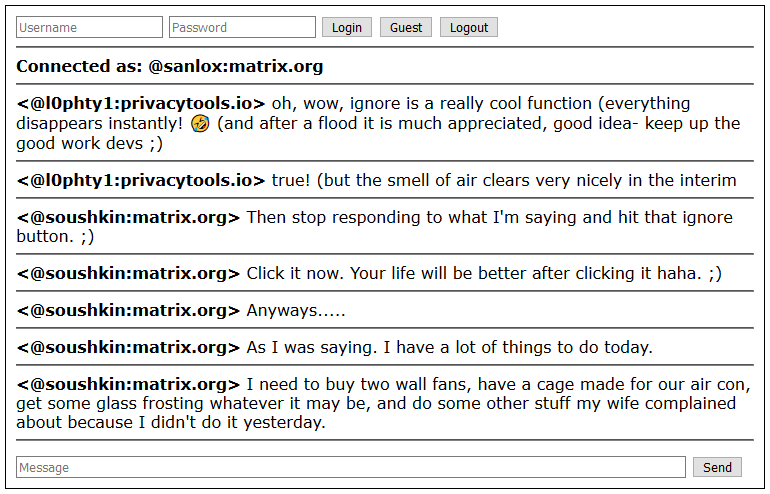 Username Password Login Guest Logout
Connected as: @sanlox:matrix.org
<@l0phty1:privacytools.io> oh, wow, ignore is a really cool function (everything
disappears instantly! 🤣 (and after a flood it is much appreciated, good idea- keep up the
good work devs ;)
<@l0phty1:privacytools.io> true! (but the smell of air clears very nicely in the interim
<@soushkin:matrix.org> Then stop responding to what I'm saying and hit that ignore
button. ;)
<@soushkin:matrix.org> Click it now. Your life will be better after clicking it haha. ;)
<@soushkin:matrix.org> Anyways.....
<@soushkin:matrix.org> As I was saying. I have a lot of things to do today.
<@soushkin:matrix.org> I need to buy two wall fans, have a cage made for our air con,
get some glass frosting whatever it may be, and do some other stuff my wife complained
about because I didn't do it yesterday.
Message Send